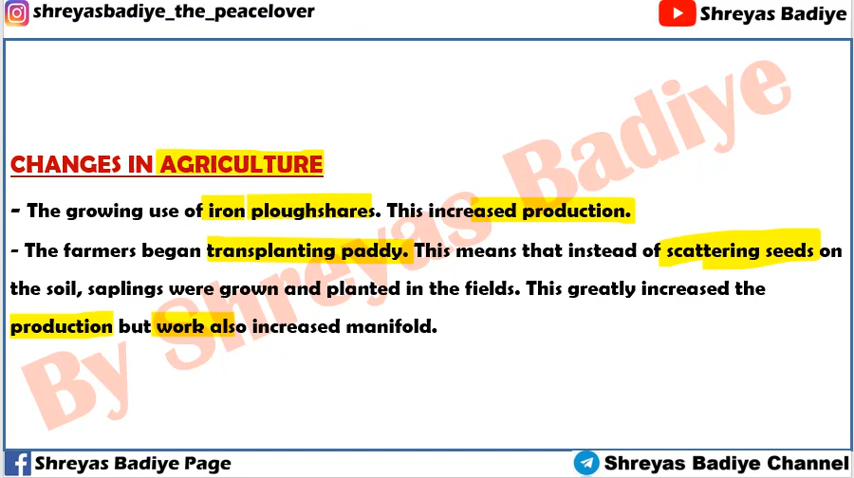 shreyasbadiye_the_peacelover
Shreyas Badiye
CHANGES IN AGRICULTURE
- The growing use of iron ploughshares. This increased production.
- The farmers began transplanting paddy. This means that instead of scattering seeds on
the soil, saplings were grown and planted in the fields. This greatly increased the
production but work also increased manifold.
By Shreyas Badiye
Shreyas Badiye Page
Shreyas Badiye Channel